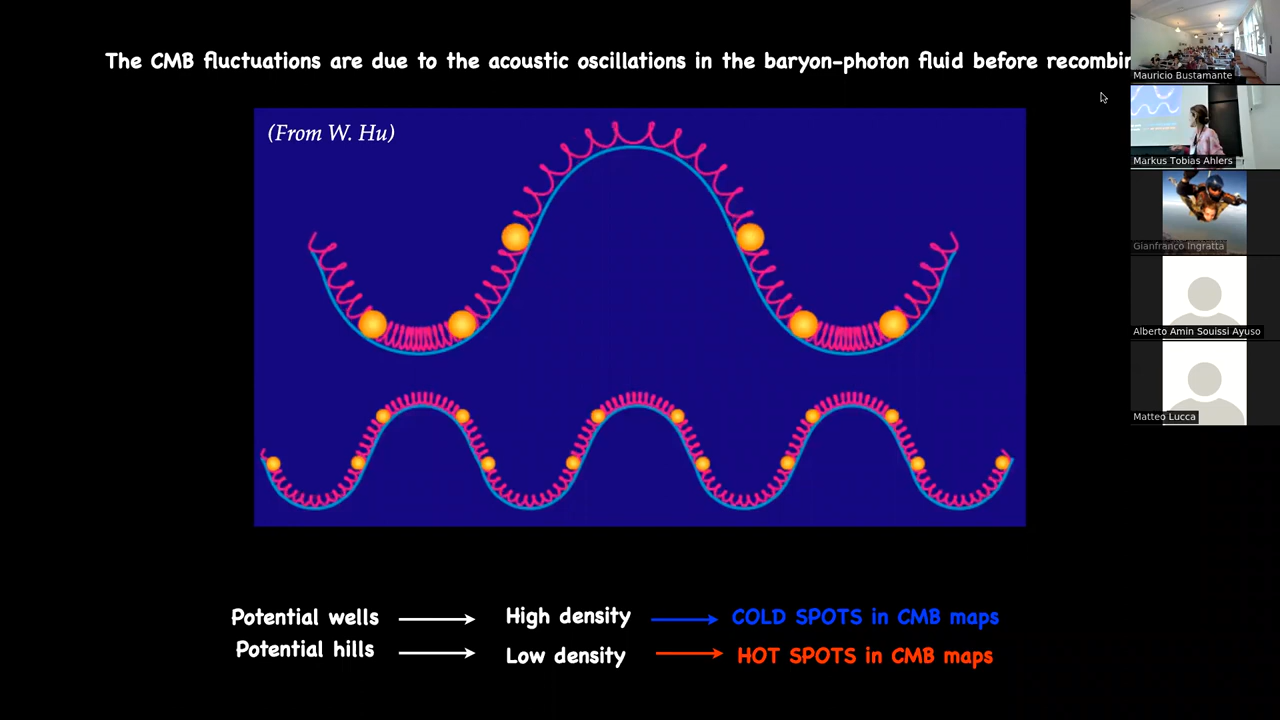 The CMB fluctuations are due to the acoustic oscillations in the baryon-photon fluid before recombin
(From W. Hu)
Potential wells → High density → COLD SPOTS in CMB maps
Potential hills → Low density → HOT SPOTS in CMB maps
Mauricio Bustamante
Markus Tobias Ahlers
Gianfranco Ingratta
Alberto Amin Souissi Ayuso
Matteo Lucca